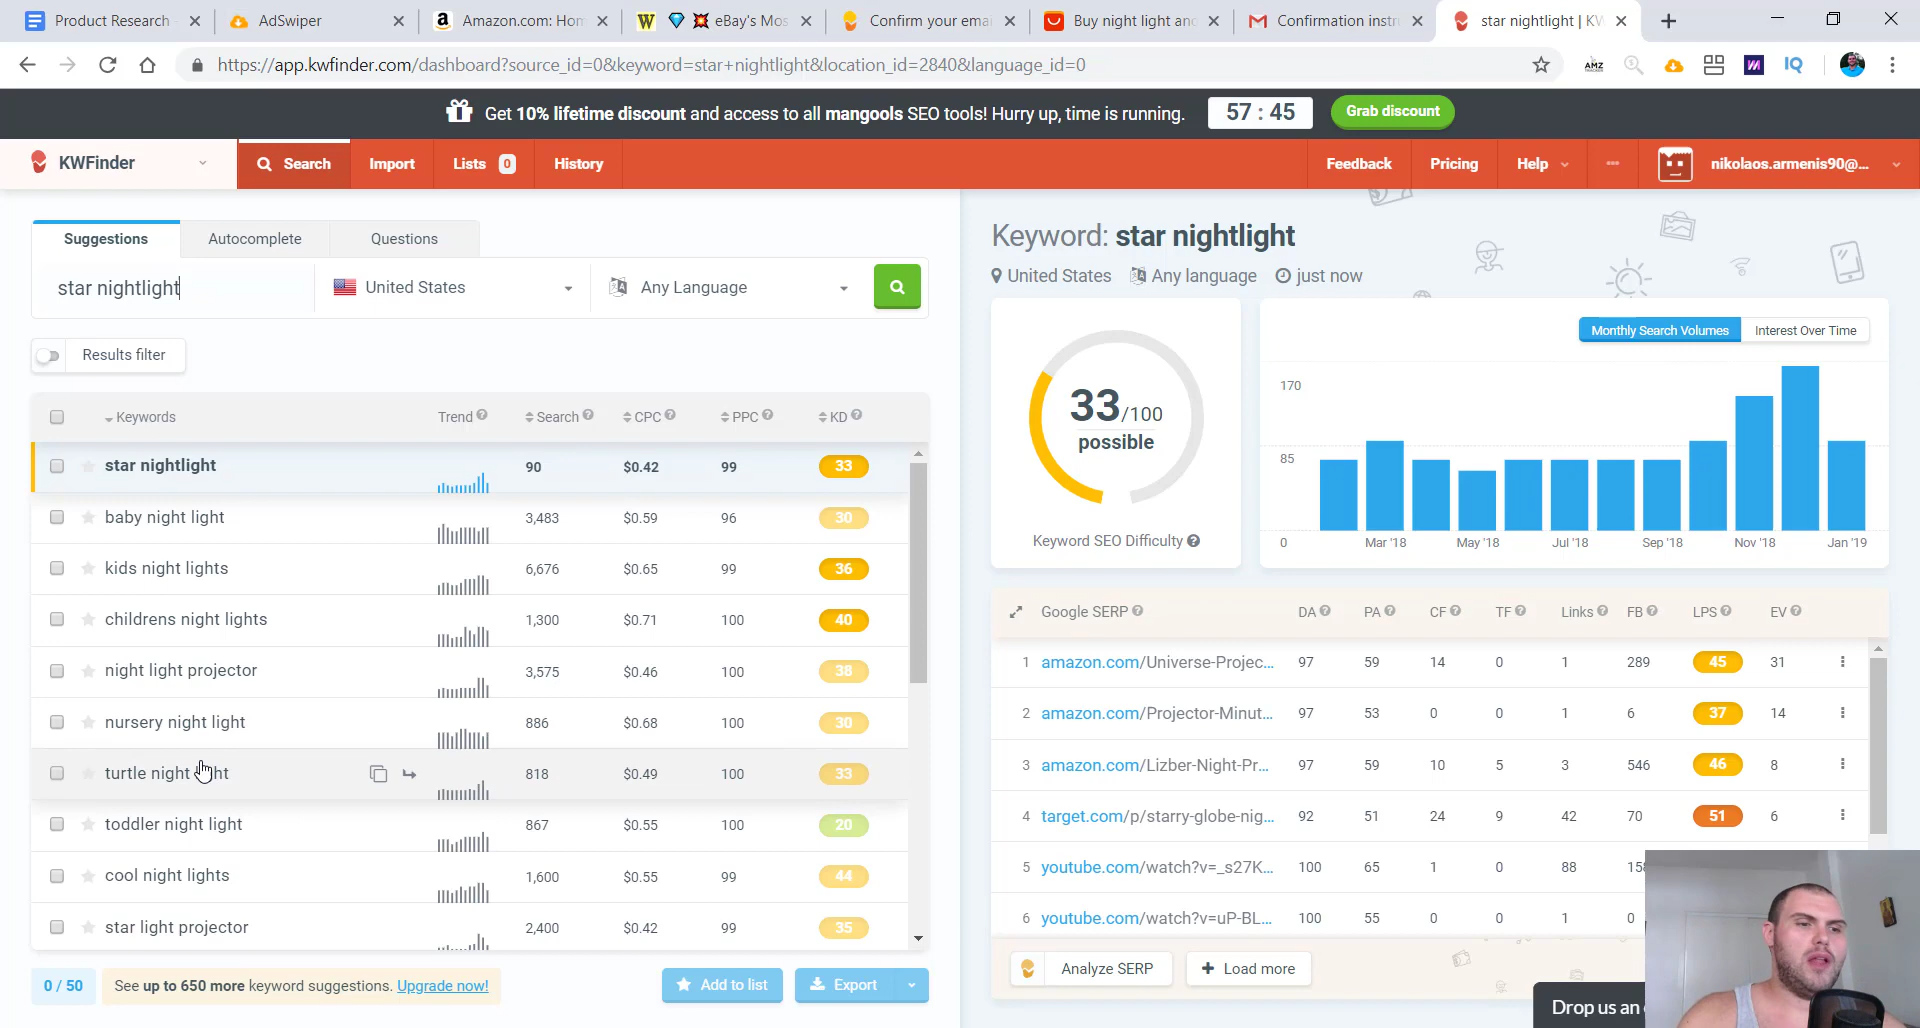 Product Research
AdSwiper
Amazon.com: Hom
eBay's Mos
Confirm your emai
Buy night light and
Confirmation instru
star nightlight | KW
https://app.kwfinder.com/dashboard?source_id=0&keyword=star+nightlight&location_id=2840&language_id=0
AMZ
IQ
Get 10% lifetime discount and access to all mangools SEO tools! Hurry up, time is running.
57 : 45
Grab discount
KWFinder
Search
Import
Lists 0
History
Feedback
Pricing
Help
nikolaos.armenis90@...
Suggestions
Autocomplete
Questions
star nightlight
United States
Any Language
Results filter
Keywords Trend Search CPC PPC KD
star nightlight 90 $0.42 99 33
baby night light 3,483 $0.59 96 30
kids night lights 6,676 $0.65 99 36
childrens night lights 1,300 $0.71 100 40
night light projector 3,575 $0.46 100 38
nursery night light 886 $0.68 100 30
turtle night 818 $0.49 100 33
toddler night light 867 $0.55 100 20
cool night lights 1,600 $0.55 99 44
star light projector 2,400 $0.42 99 35
0 / 50
See up to 650 more keyword suggestions. Upgrade now!
Add to list
Export
Keyword: star nightlight
United States Any language just now
33/100
possible
Keyword SEO Difficulty
Monthly Search Volumes
Interest Over Time
170
85
0
Mar '18 May '18 Jul '18 Sep '18 Nov '18 Jan '19
Google SERP DA PA CF TF Links FB LPS EV
1 amazon.com/Universe-Projec... 97 59 14 0 1 289 45 31
2 amazon.com/Projector-Minut... 97 53 0 0 1 6 37 14
3 amazon.com/Lizber-Night-Pr... 97 59 10 5 3 546 46 8
4 target.com/p/starry-globe-nig... 92 51 24 9 42 70 51 6
5 youtube.com/watch?v=_s27K... 100 65 1 0 88
6 youtube.com/watch?v=uP-BL... 100 55 0 0 1 0
Analyze SERP
Load more
Drop us an